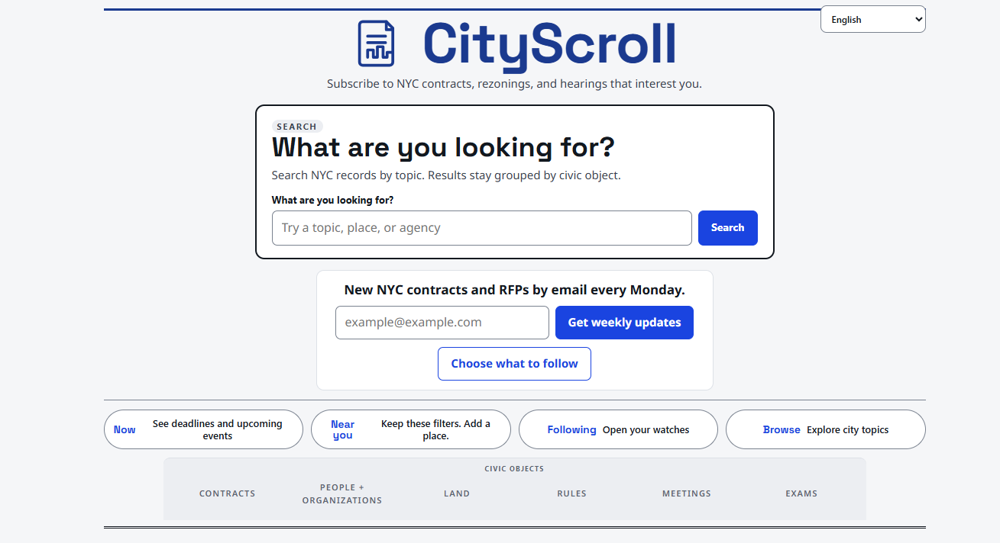 English
CityScroll
Subscribe to NYC contracts, rezonings, and hearings that interest you.
SEARCH
What are you looking for?
Search NYC records by topic. Results stay grouped by civic object.
What are you looking for?
Try a topic, place, or agency
Search
New NYC contracts and RFPs by email every Monday.
example@example.com
Get weekly updates
Choose what to follow
Now
See deadlines and upcoming
events
Near
you
Keep these filters. Add a
place.
Following Open your watches
Browse Explore city topics
CIVIC OBJECTS
CONTRACTS
PEOPLE +
ORGANIZATIONS
LAND
RULES
MEETINGS
EXAMS